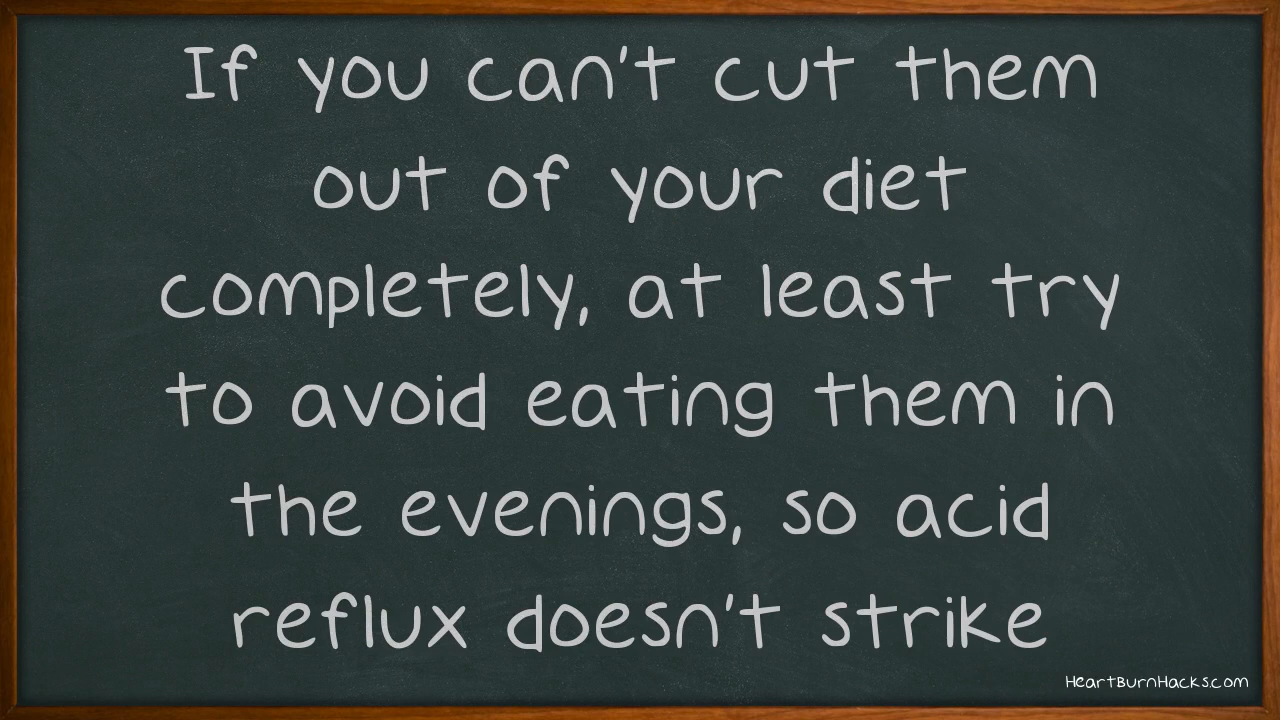 If you can't cut them
out of your diet
completely, at least try
to avoid eating them in
the evenings, so acid
reflux doesn't strike
HeartBurnHacks.com